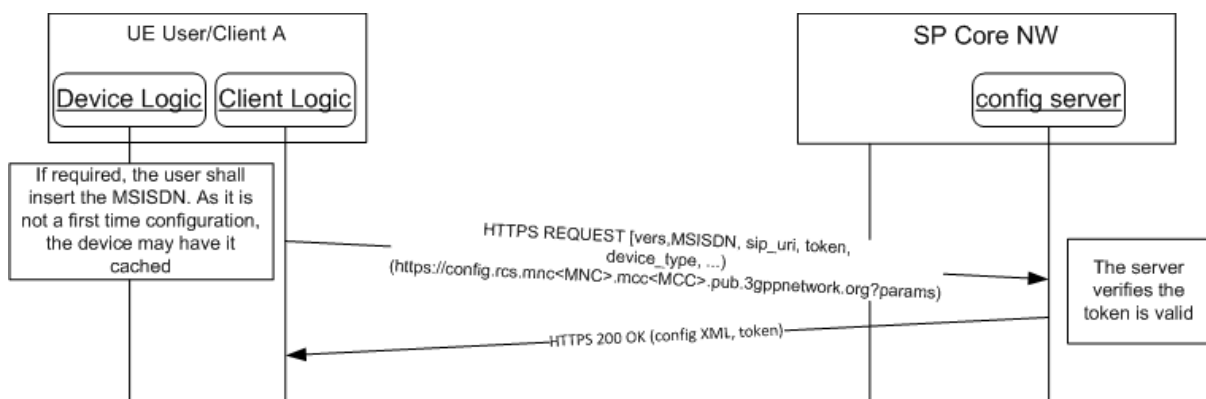 UE User/Client A
SP Core NW
Device Logic
Client Logic
config server
If required, the user shall
insert the MSISDN. As it is
not a first time configuration,
the device may have it
cached
HTTPS REQUEST [vers,MSISDN, sip_uri, token,
device_type, ...)
(https://config.rcs.mnc<MNC>.mcc<MCC>.pub.3gppnetwork.org?params)
The server
verifies the
token is valid
HTTPS 200 OK (config XML, token)